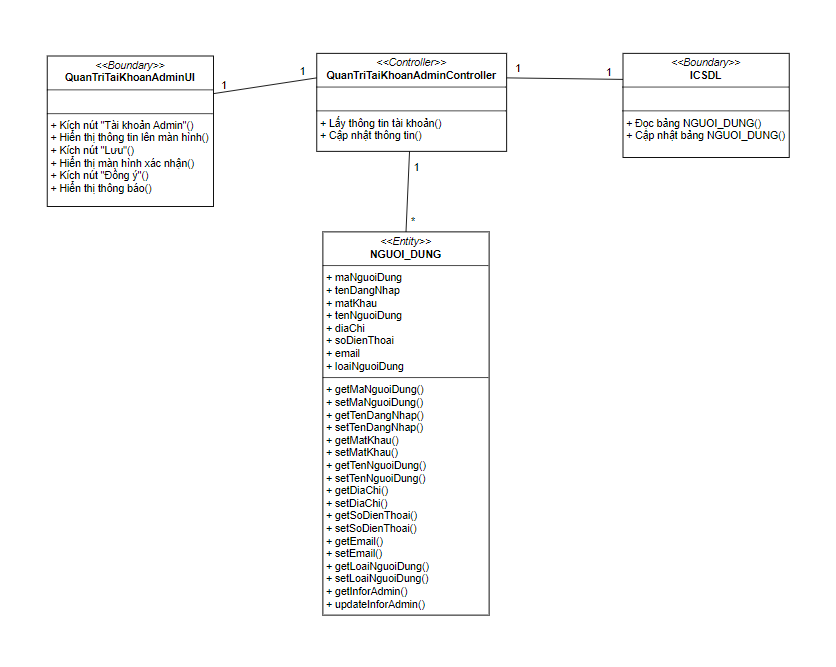 <<Boundary>>
QuanTriTaiKhoanAdminUI
+ Kích nút "Tài khoản Admin"()
+ Hiển thị thông tin lên màn hình()
+ Kích nút "Lưu"()
+ Hiển thị màn hình xác nhận()
+ Kích nút "Đồng ý"()
+ Hiển thị thông báo()
1
1
<<Controller>>
QuanTriTaiKhoanAdminController
+ Lấy thông tin tài khoản()
+ Cập nhật thông tin()
1
1
<<Boundary>>
ICSDL
+ Đọc bảng NGUOI_DUNG()
+ Cập nhật bảng NGUOI_DUNG()
1
*
<<Entity>>
NGUOI_DUNG
+ maNguoiDung
+ tenDangNhap
+ matKhau
+ tenNguoiDung
+ diaChi
+ soDienThoai
+ email
+ loaiNguoiDung
+ getMaNguoiDung()
+ setMaNguoiDung()
+ getTenDangNhap()
+ setTenDangNhap()
+ getMatKhau()
+ setMatKhau()
+ getTenNguoiDung()
+ setTenNguoiDung()
+ getDiaChi()
+ setDiaChi()
+ getSoDienThoai()
+ setSoDienThoai()
+ getEmail()
+ setEmail()
+ getLoaiNguoiDung()
+ setLoaiNguoiDung()
+ getInforAdmin()
+ updateInforAdmin()